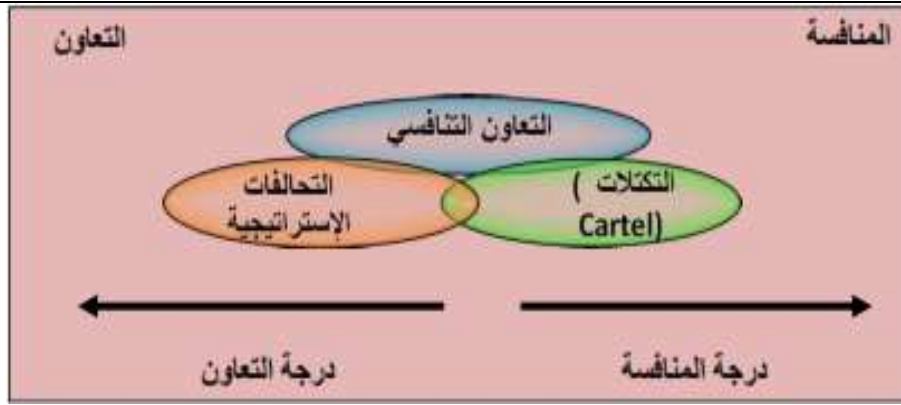 المنافسة
التعاون
التعاون التنافسي
التكتلات (
Cartel)
التحالفات
الإستراتيجية
درجة المنافسة
درجة التعاون